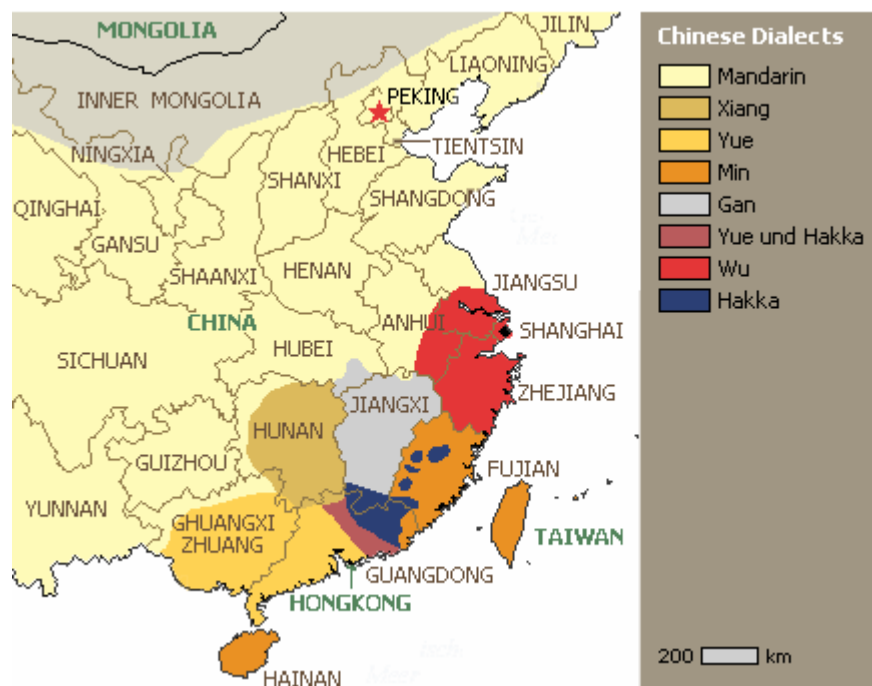 MONGOLIA
JILIN
LIAONING
INNER MONGOLIA
PEKING
NINGXIA
HEBEI
TIENTSIN
SHANXI
SHANGDONG
QINGHAI
GANSU
SHAANXI
HENAN
JIANGSU
CHINA
ANHUI
SHANGHAI
SICHUAN
HUBEI
ZHEJIANG
JIANGXI
HUNAN
GUIZHOU
FUJIAN
YUNNAN
GHUANGXI
ZHUANG
TAIWAN
GUANGDONG
HONGKONG
HAINAN
Chinese Dialects
Mandarin
Xiang
Yue
Min
Gan
Yue und Hakka
Wu
Hakka
200 km